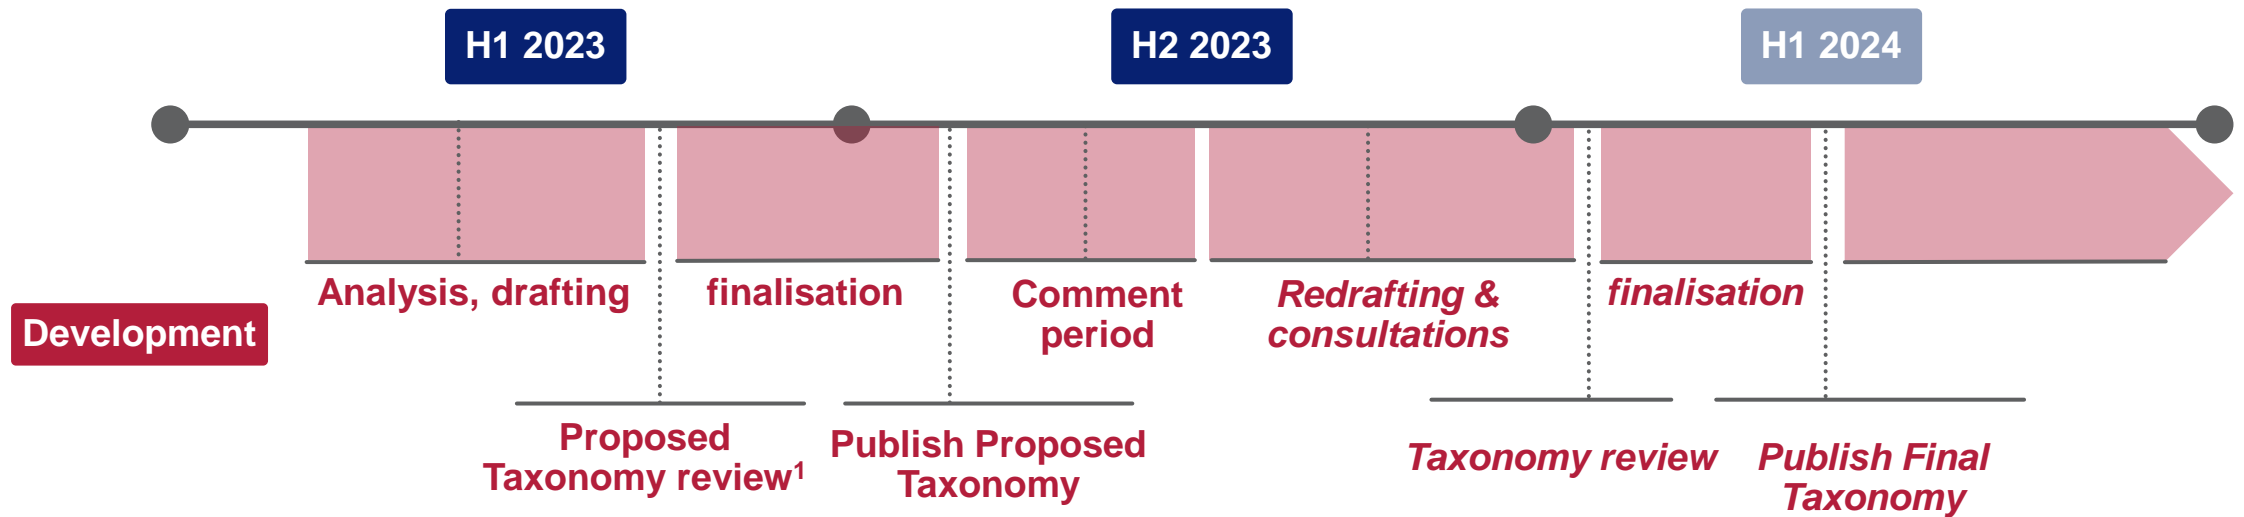 H1 2023
H2 2023
H1 2024
Analysis, drafting
finalisation
Comment
period
Redrafting &
consultations
finalisation
Development
Proposed
Taxonomy review¹
Publish Proposed
Taxonomy
Taxonomy review
Publish Final
Taxonomy